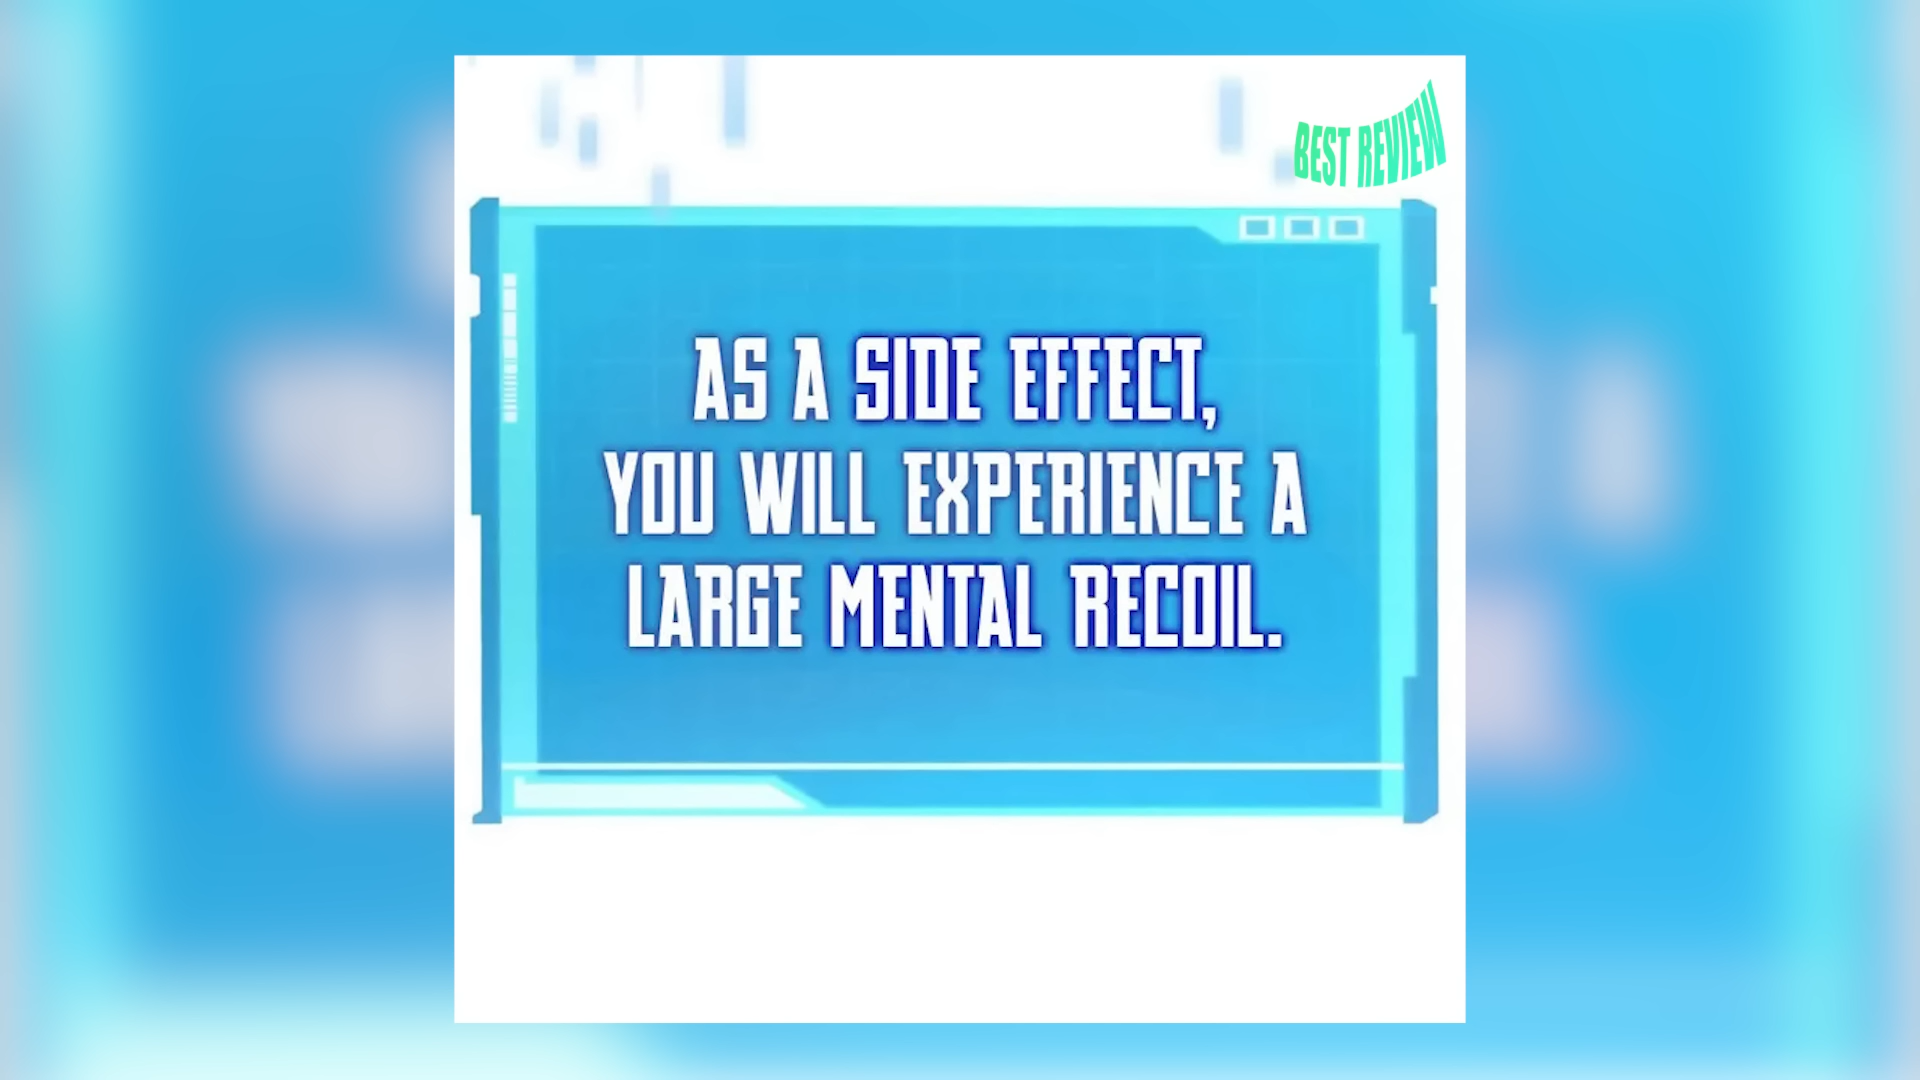 BEST REVIEW
AS A SIDE EFFECT,
YOU WILL EXPERIENCE A
LARGE MENTAL RECOIL.